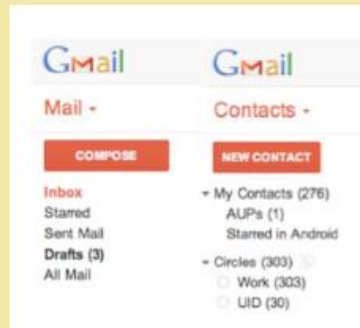 Gmail
Mail
COMPOSE
Inbox
Starred
Sent Mail
Drafts (3)
All Mail
Gmail
Contacts
NEW CONTACT
My Contacts (276)
AUPs (1)
Starred in Android
Circles (303)
Work (303)
UID (30)